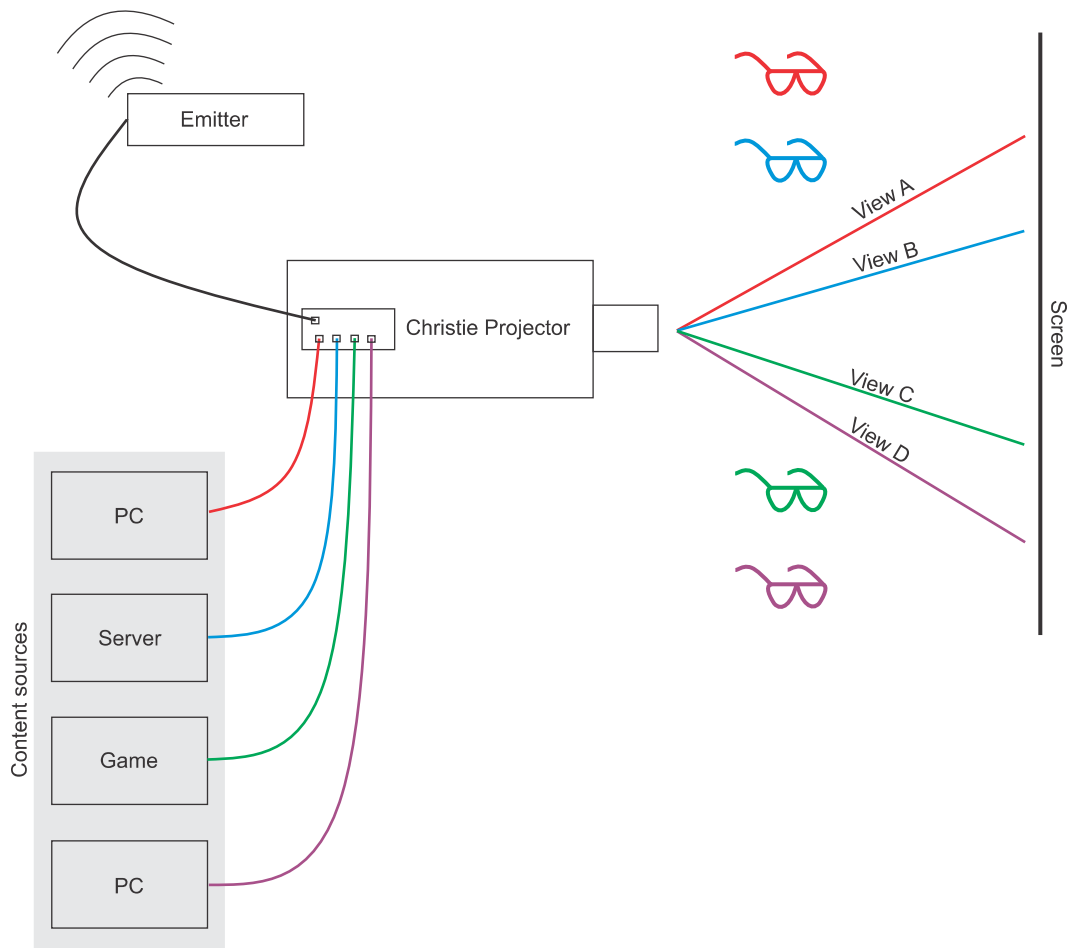 Emitter
Christie Projector
View A
View B
View C
View D
Screen
Content sources
PC
Server
Game
PC